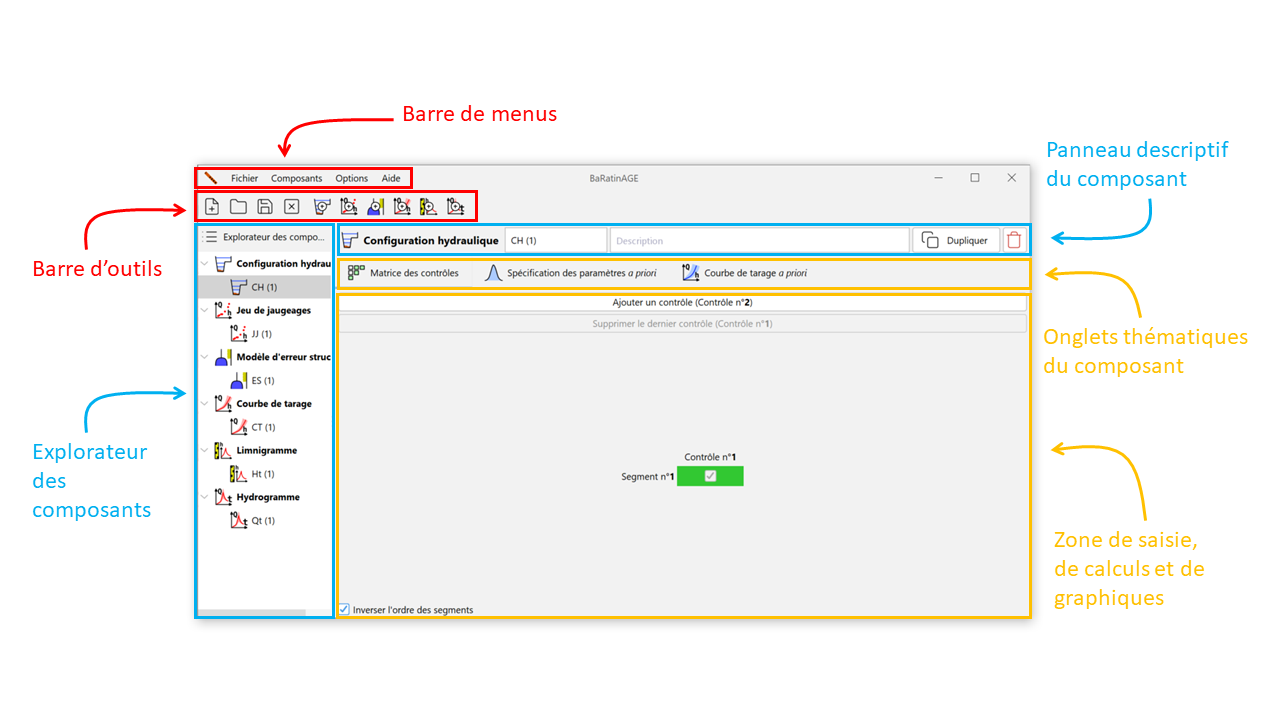 Barre de menus
Panneau descriptif
du composant
Fichier Composants Options Aide
BaRatinAGE
Barre d'outils
Explorateur des compo...
Configuration hydraulique
CH (1)
Description
Dupliquer
Matrice des contrôles
Spécification des paramètres a priori
Courbe de tarage a priori
Configuration hydrau
CH (1)
Jeu de jaugeages
JJ (1)
Modèle d'erreur struc
ES (1)
Courbe de tarage
CT (1)
Limnigramme
Ht (1)
Hydrogramme
Qt (1)
Ajouter un contrôle (Contrôle n°2)
Supprimer le dernier contrôle (Contrôle n°1)
Contrôle n°1
Segment n°1
Inverser l'ordre des segments
Onglets thématiques
du composant
Explorateur
des
composants
Zone de saisie,
de calculs et de
graphiques